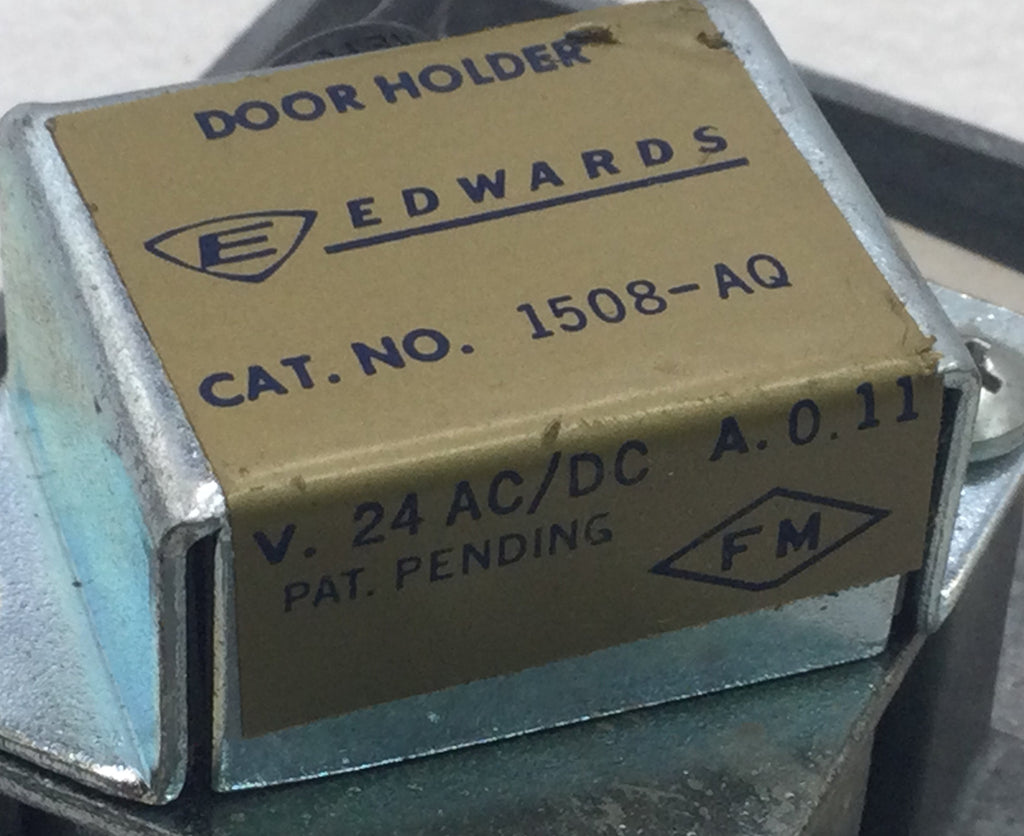 DOOR HOLDER
E EDWARDS
CAT. NO. 1508-AQ
V. 24 AC/DC A. 0.11
PAT. PENDING
FM